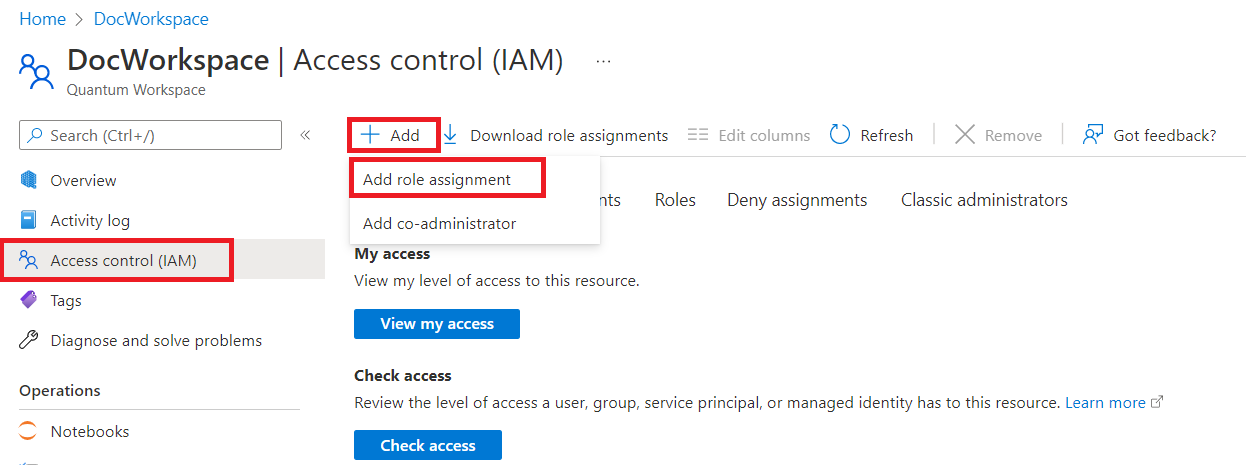 Home > DocWorkspace
DocWorkspace | Access control (IAM) ...
Quantum Workspace
Search (Ctrl+/) «
Add Download role assignments Edit columns Refresh Remove Got feedback?
Add role assignment
Add co-administrator
nts Roles Deny assignments Classic administrators
Overview
Activity log
Access control (IAM)
Tags
Diagnose and solve problems
Operations
Notebooks
My access
View my level of access to this resource.
View my access
Check access
Review the level of access a user, group, service principal, or managed identity has to this resource. Learn more
Check access